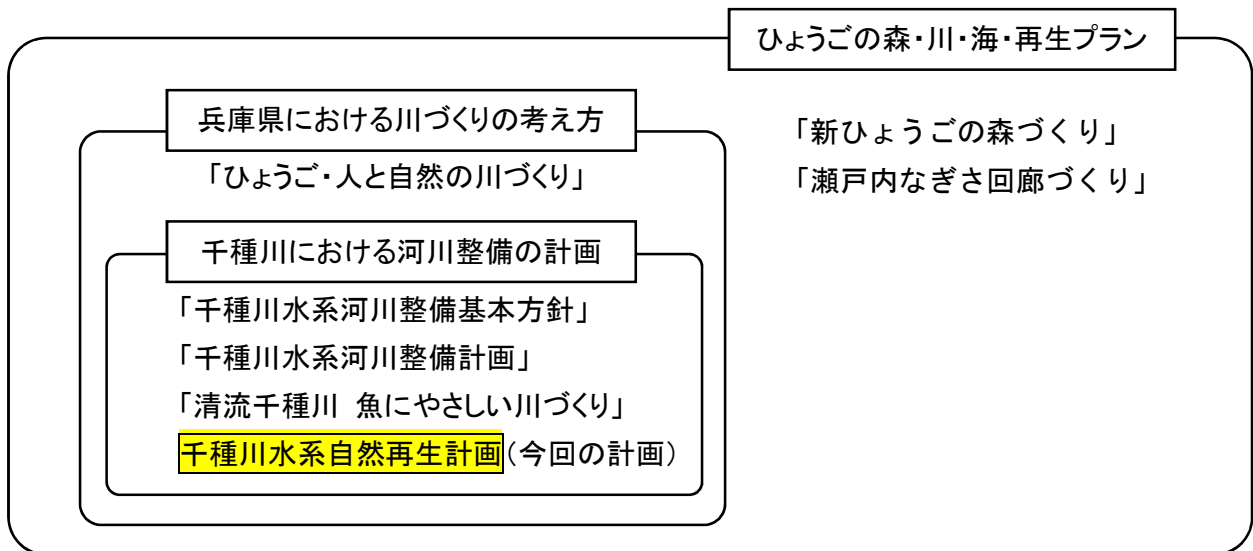 ひょうごの森・川・海・再生プラン
兵庫県における川づくりの考え方
「ひょうご・人と自然の川づくり」
「新ひょうごの森づくり」
「瀬戸内なぎさ回廊づくり」
千種川における河川整備の計画
「千種川水系河川整備基本方針」
「千種川水系河川整備計画」
「清流千種川 魚にやさしい川づくり」
千種川水系自然再生計画（今回の計画）